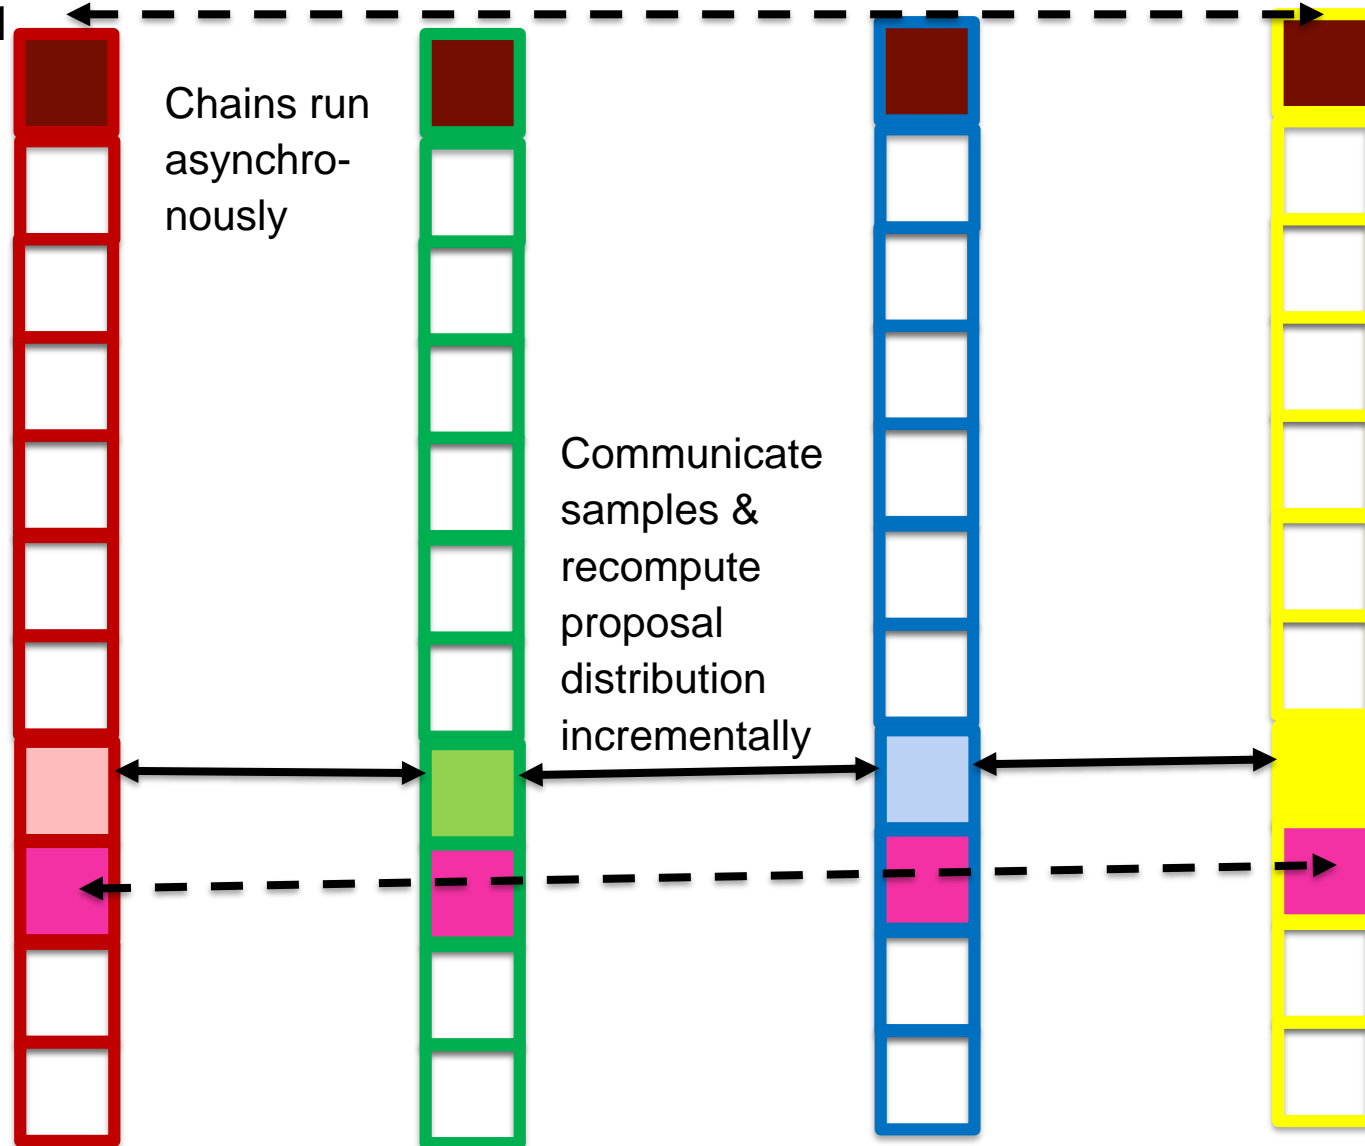 Chains run
asynchro-
nously
Communicate
samples &
recompute
proposal
distribution
incrementally